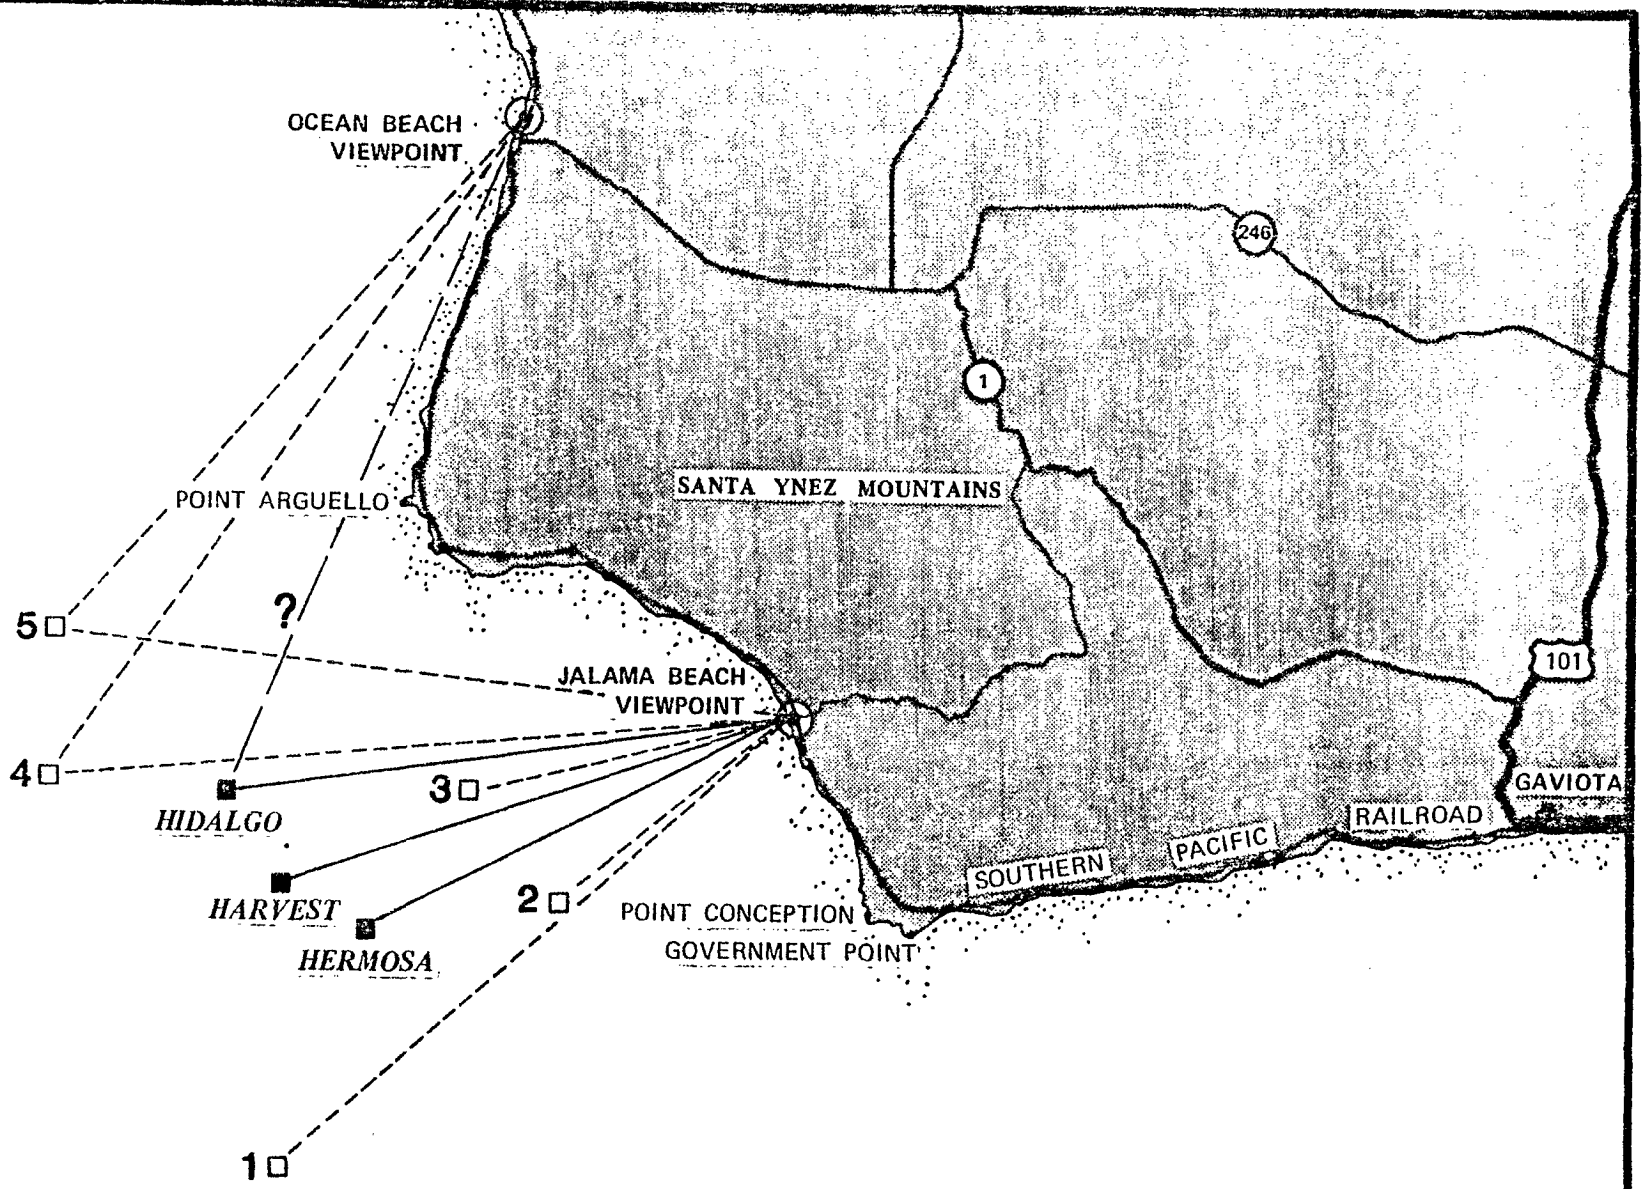 OCEAN BEACH
VIEWPOINT
246
1
SANTA YNEZ MOUNTAINS
POINT ARGUELLO
?
5
101
JALAMA BEACH
VIEWPOINT
4
3
GAVIOTA
HIDALGO
RAILROAD
PACIFIC
SOUTHERN
HARVEST
2
POINT CONCEPTION
GOVERNMENT POINT
HERMOSA
1